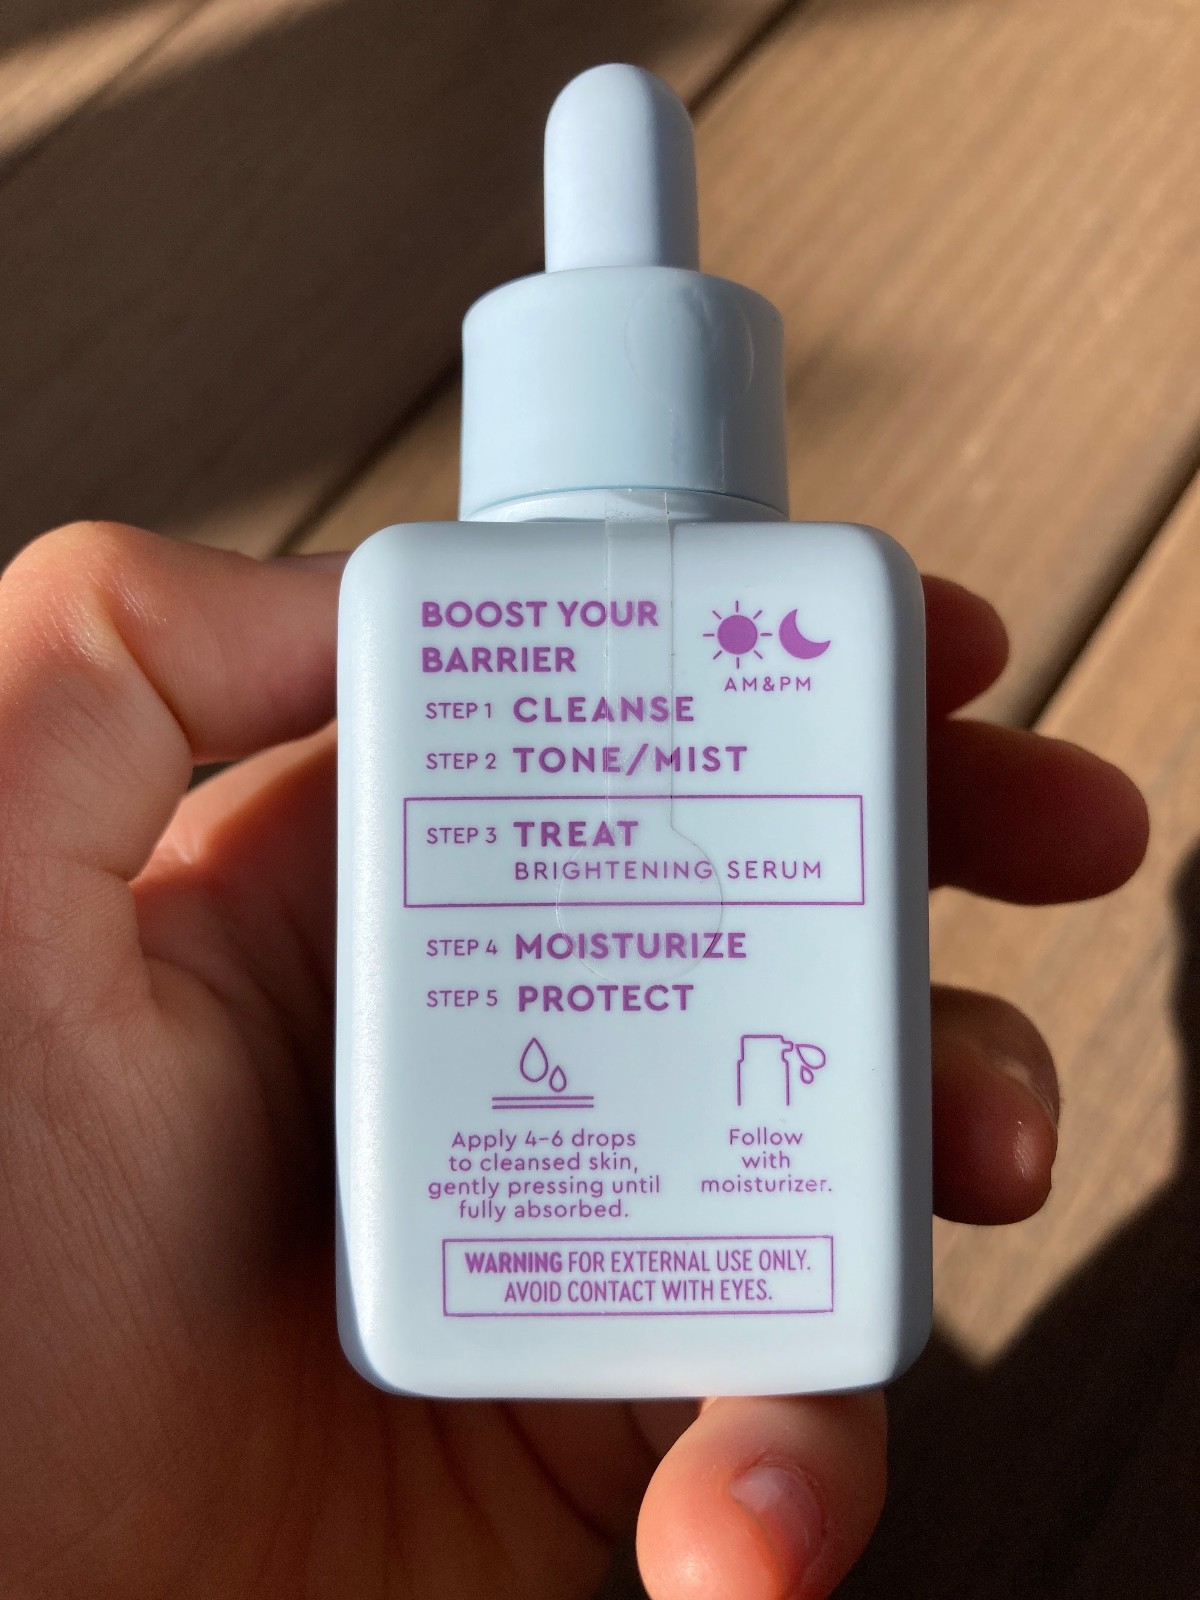 BOOST YOUR
BARRIER
AM&PM
STEP 1 CLEANSE
STEP 2 TONE/MIST
STEP 3 TREAT
BRIGHTENING SERUM
STEP 4 MOISTURIZE
STEP 5 PROTECT
Apply 4–6 drops
to cleansed skin,
gently pressing until
fully absorbed.
Follow
with
moisturizer.
WARNING FOR EXTERNAL USE ONLY.
AVOID CONTACT WITH EYES.